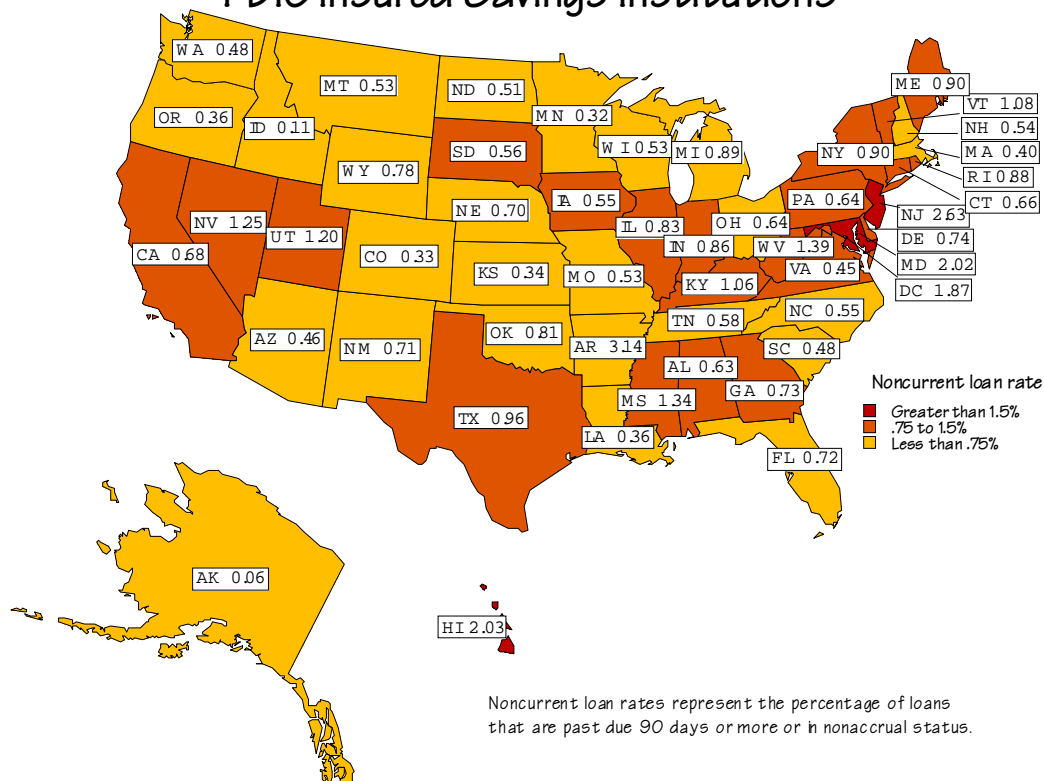 FDIC Insured Savings Institutions
WA 0.48
MT 0.53
ND 0.51
ME 0.90
VT 1.08
OR 0.36
ID 0.11
MN 0.32
NH 0.54
SD 0.56
WI 0.53
MI 0.89
NY 0.90
MA 0.40
WY 0.78
RI 0.88
IA 0.55
PA 0.64
CT 0.66
NE 0.70
NV 1.25
UT 1.20
IL 0.83
OH 0.64
NJ 2.63
DE 0.74
CA 0.68
CO 0.33
IN 0.86
WV 1.39
MD 2.02
KS 0.34
MO 0.53
KY 1.06
VA 0.45
DC 1.87
AZ 0.46
NM 0.71
OK 0.81
TN 0.58
NC 0.55
AR 3.14
SC 0.48
AL 0.63
MS 1.34
GA 0.73
TX 0.96
LA 0.36
FL 0.72
Noncurrent loan rate
Greater than 1.5%
.75 to 1.5%
Less than .75%
AK 0.06
HI 2.03
Noncurrent loan rates represent the percentage of loans
that are past due 90 days or more or in nonaccrual status.